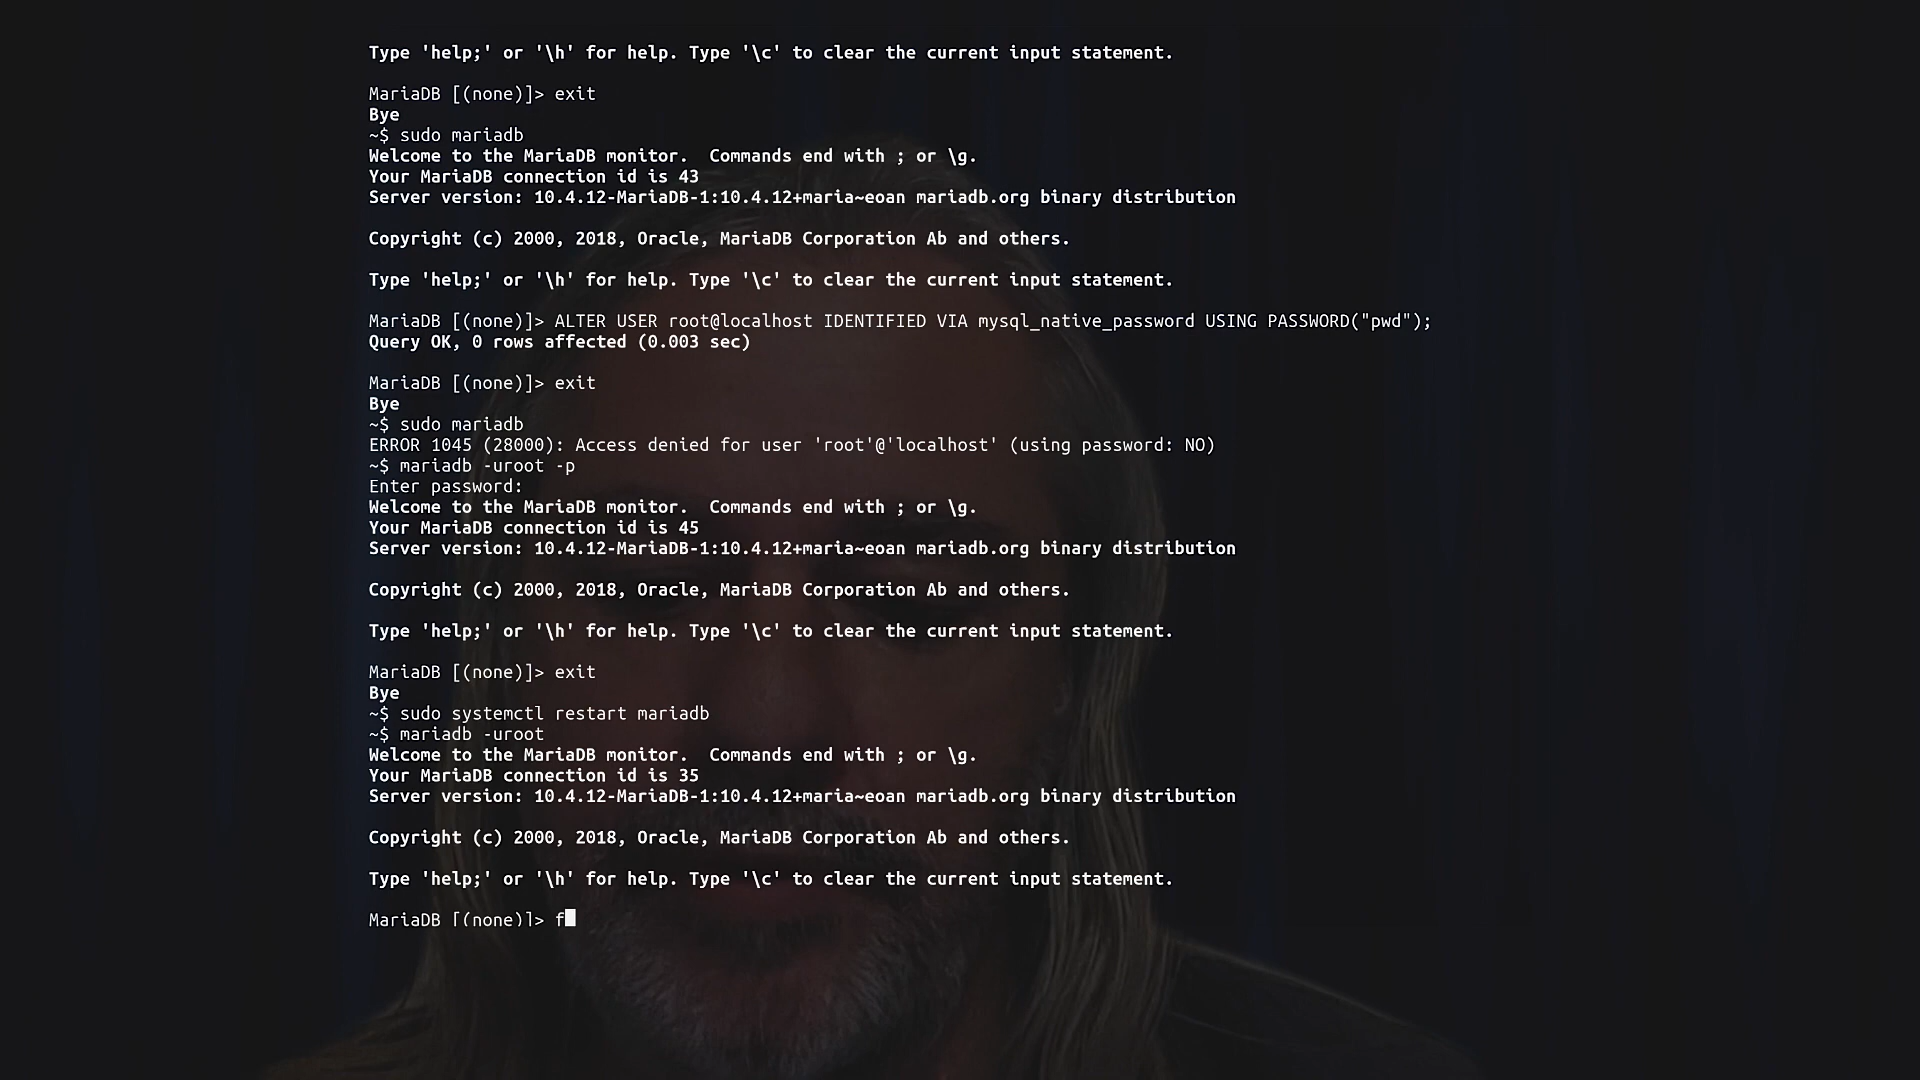 Type 'help;' or '\h' for help. Type '\c' to clear the current input statement.
MariaDB [(none)]> exit
Bye
~$ sudo mariadb
Welcome to the MariaDB monitor.  Commands end with ; or \g.
Your MariaDB connection id is 43
Server version: 10.4.12-MariaDB-1:10.4.12+maria~eoan mariadb.org binary distribution
Copyright (c) 2000, 2018, Oracle, MariaDB Corporation Ab and others.
Type 'help;' or '\h' for help. Type '\c' to clear the current input statement.
MariaDB [(none)]> ALTER USER root@localhost IDENTIFIED VIA mysql_native_password USING PASSWORD("pwd");
Query OK, 0 rows affected (0.003 sec)
MariaDB [(none)]> exit
Bye
~$ sudo mariadb
ERROR 1045 (28000): Access denied for user 'root'@'localhost' (using password: NO)
~$ mariadb -uroot -p
Enter password:
Welcome to the MariaDB monitor.  Commands end with ; or \g.
Your MariaDB connection id is 45
Server version: 10.4.12-MariaDB-1:10.4.12+maria~eoan mariadb.org binary distribution
Copyright (c) 2000, 2018, Oracle, MariaDB Corporation Ab and others.
Type 'help;' or '\h' for help. Type '\c' to clear the current input statement.
MariaDB [(none)]> exit
Bye
~$ sudo systemctl restart mariadb
~$ mariadb -uroot
Welcome to the MariaDB monitor.  Commands end with ; or \g.
Your MariaDB connection id is 35
Server version: 10.4.12-MariaDB-1:10.4.12+maria~eoan mariadb.org binary distribution
Copyright (c) 2000, 2018, Oracle, MariaDB Corporation Ab and others.
Type 'help;' or '\h' for help. Type '\c' to clear the current input statement.
MariaDB [(none)]> f